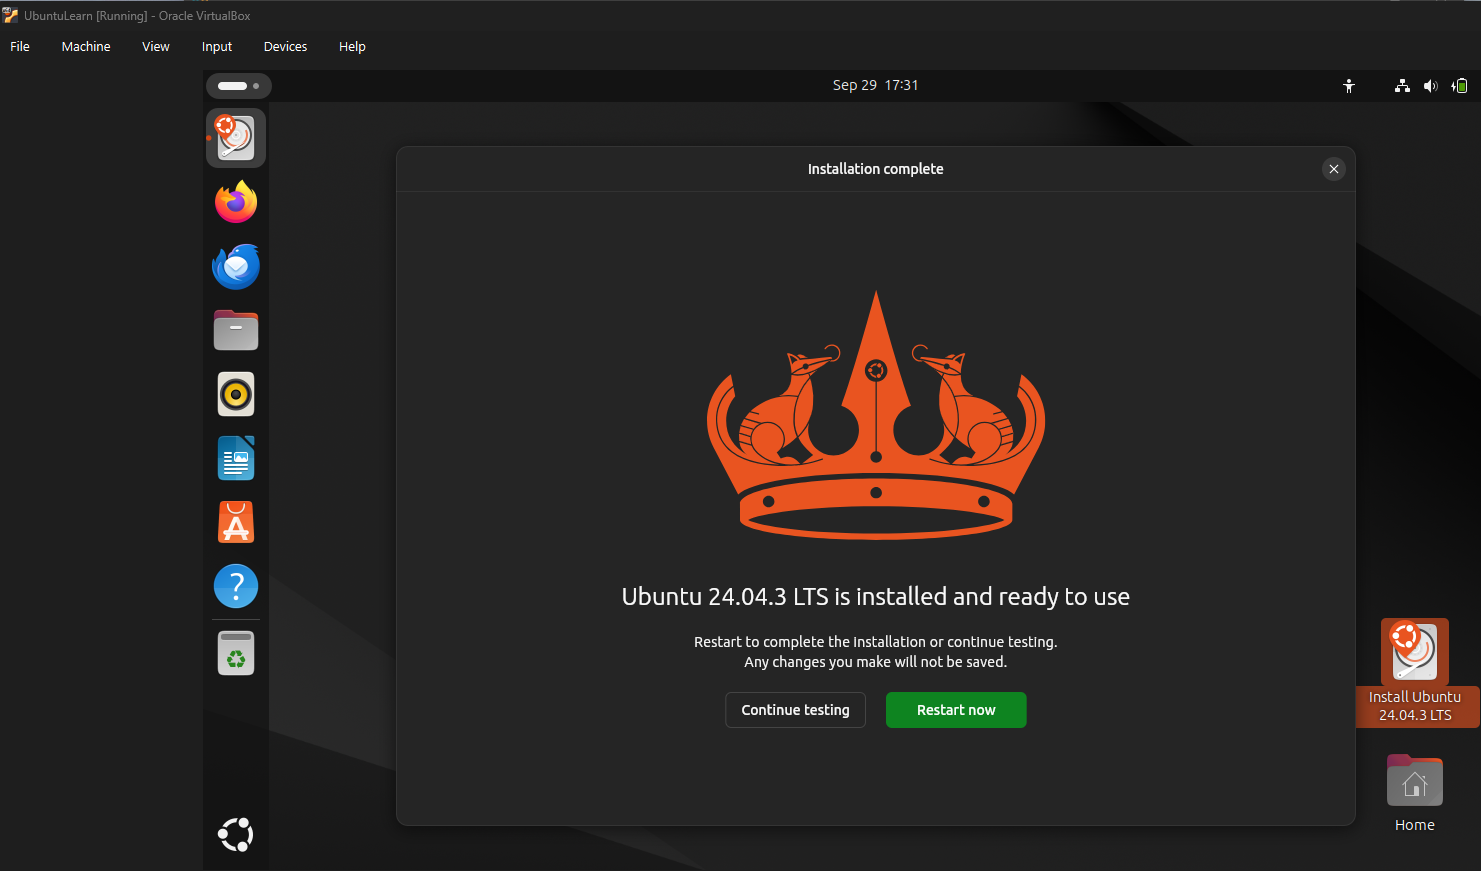 UbuntuLearn [Running] - Oracle VirtualBox
File Machine View Input Devices Help
Sep 29 17:31
Installation complete
Ubuntu 24.04.3 LTS is installed and ready to use
Restart to complete the installation or continue testing.
Any changes you make will not be saved.
Continue testing Restart now
Install Ubuntu
24.04.3 LTS
Home